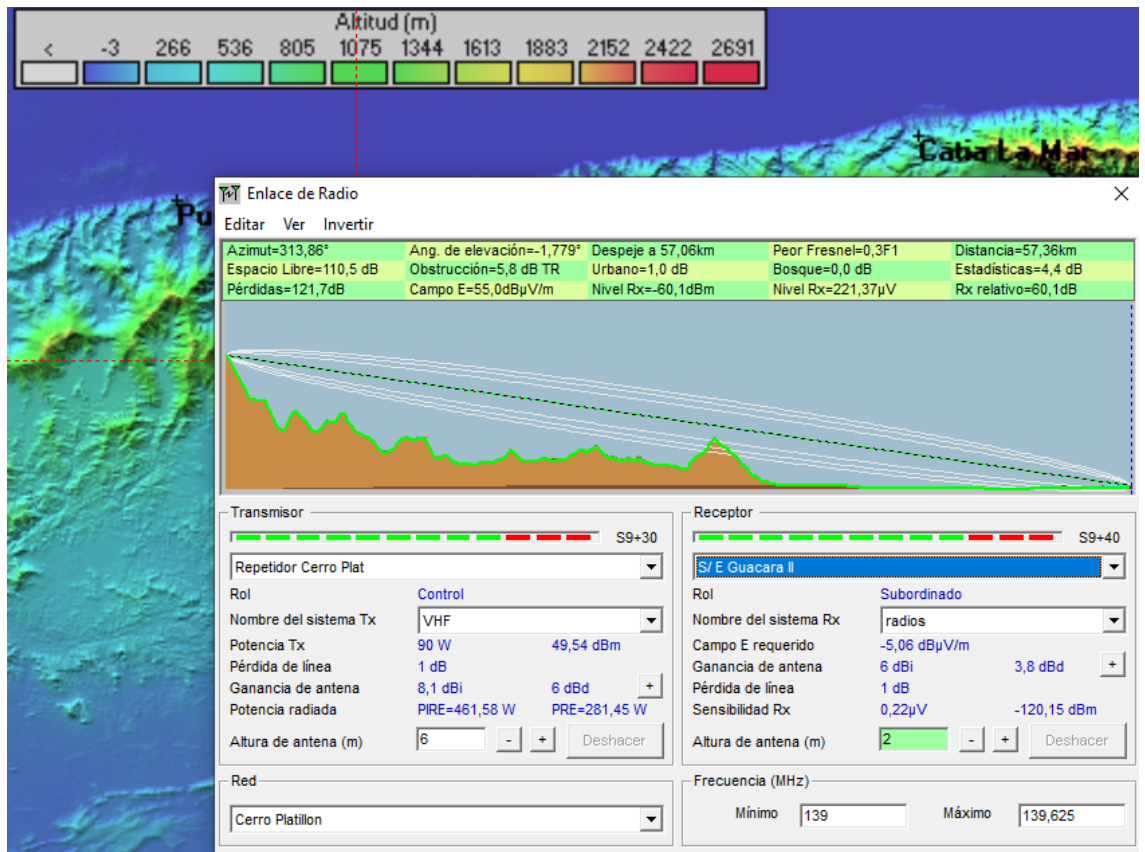 Altitud (m)
< -3 266 536 805 1075 1344 1613 1883 2152 2422 2691
Catia La Mar
Pu
Enlace de Radio
Editar Ver Invertir
Azimut=313,86° Ang. de elevación=-1,779° Despeje a 57,06km Peor Fresnel=0,3F1 Distancia=57,36km
Espacio Libre=110,5 dB Obstrucción=5,8 dB TR Urbano=1,0 dB Bosque=0,0 dB Estadísticas=4,4 dB
Pérdidas=121,7dB Campo E=55,0dBµV/m Nivel Rx=-60,1dBm Nivel Rx=221,37µV Rx relativo=60,1dB
Transmisor
S9+30
Repetidor Cerro Plat
Rol Control
Nombre del sistema Tx VHF
Potencia Tx 90 W 49,54 dBm
Pérdida de línea 1 dB
Ganancia de antena 8,1 dBi 6 dBd +
Potencia radiada PIRE=461,58 W PRE=281,45 W
Altura de antena (m) 6 - + Deshacer
Receptor
S9+40
S/E Guacara II
Rol Subordinado
Nombre del sistema Rx radios
Campo E requerido -5,06 dBµV/m
Ganancia de antena 6 dBi 3,8 dBd +
Pérdida de línea 1 dB
Sensibilidad Rx 0,22µV -120,15 dBm
Altura de antena (m) 2 - + Deshacer
Red
Cerro Platillon
Frecuencia (MHz)
Mínimo 139 Máximo 139,625